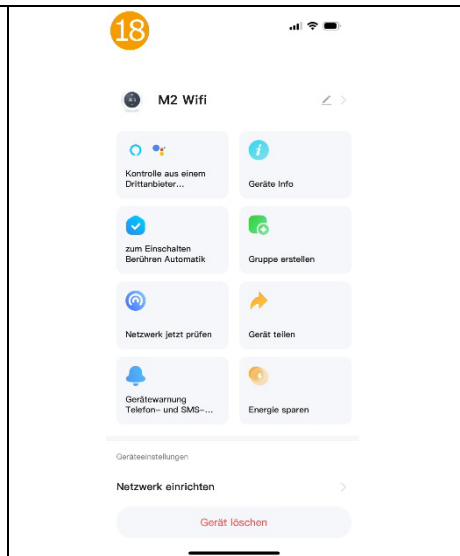 18
M2 Wifi
Kontrolle aus einem
Drittanbieter...
Geräte Info
zum Einschalten
Berühren Automatik
Gruppe erstellen
Netzwerk jetzt prüfen
Gerät teilen
Gerätewarnung
Telefon- und SMS-...
Energie sparen
Geräteeinstellungen
Netzwerk einrichten
Gerät löschen